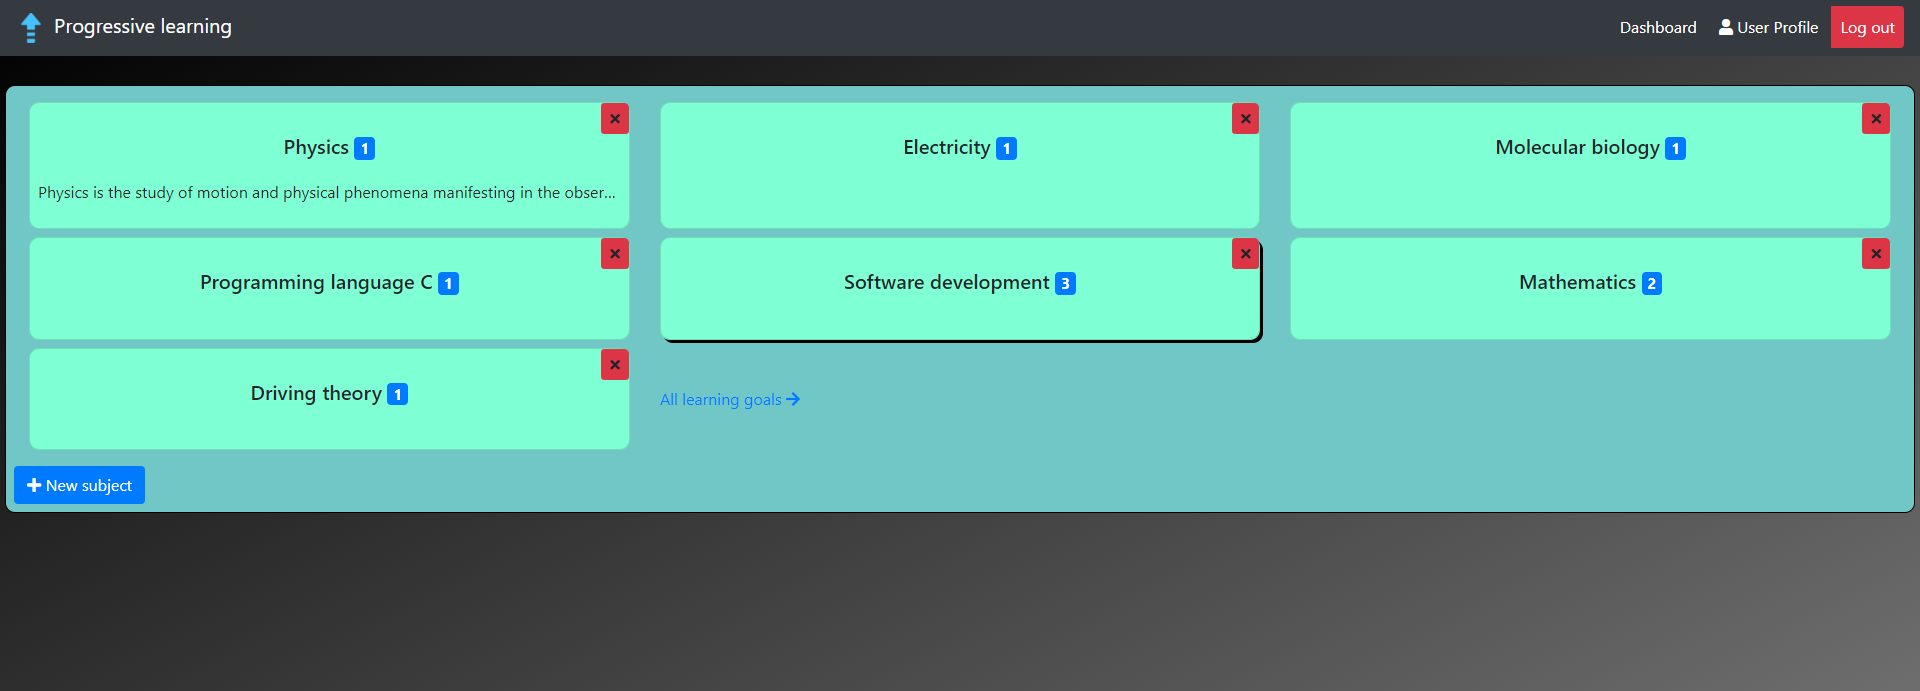 Progressive learning
Dashboard
User Profile
Log out
Physics 1
Physics is the study of motion and physical phenomena manifesting in the obser...
Electricity 1
Molecular biology 1
Programming language C 1
Software development 3
Mathematics 2
Driving theory 1
All learning goals
New subject